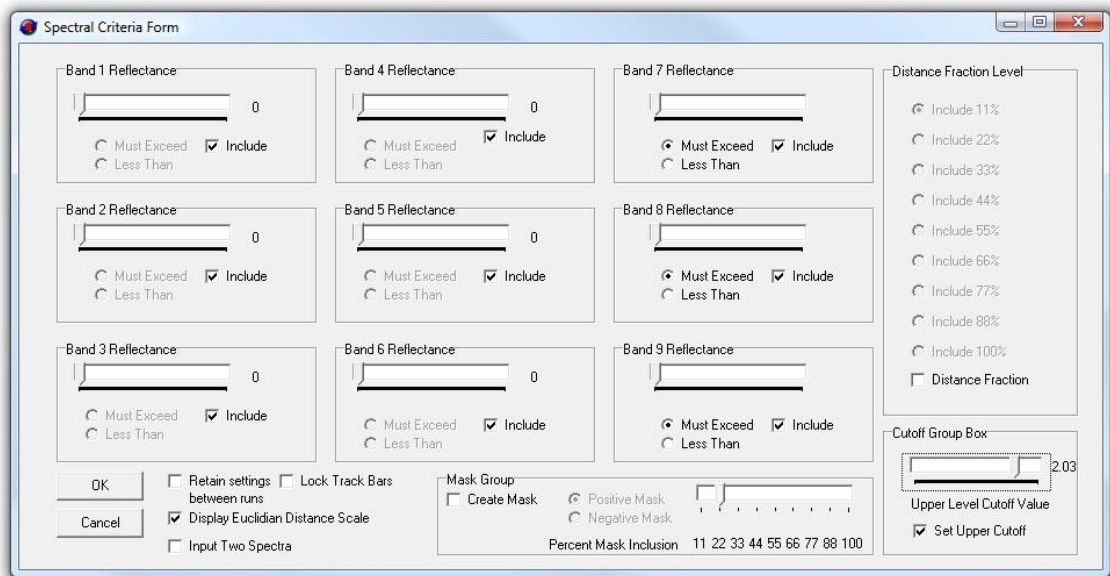 Spectral Criteria Form
Band 1 Reflectance
0
Must Exceed
Include
Less Than
Band 4 Reflectance
0
Must Exceed
Include
Less Than
Band 7 Reflectance
Must Exceed
Include
Less Than
Band 2 Reflectance
0
Must Exceed
Include
Less Than
Band 5 Reflectance
0
Must Exceed
Include
Less Than
Band 8 Reflectance
Must Exceed
Include
Less Than
Band 3 Reflectance
0
Must Exceed
Include
Less Than
Band 6 Reflectance
0
Must Exceed
Include
Less Than
Band 9 Reflectance
Must Exceed
Include
Less Than
Distance Fraction Level
Include 11%
Include 22%
Include 33%
Include 44%
Include 55%
Include 66%
Include 77%
Include 88%
Include 100%
Distance Fraction
OK
Cancel
Retain settings
between runs
Lock Track Bars
Display Euclidian Distance Scale
Input Two Spectra
Mask Group
Create Mask
Positive Mask
Negative Mask
Percent Mask Inclusion 11 22 33 44 55 66 77 88 100
Cutoff Group Box
2.03
Upper Level Cutoff Value
Set Upper Cutoff